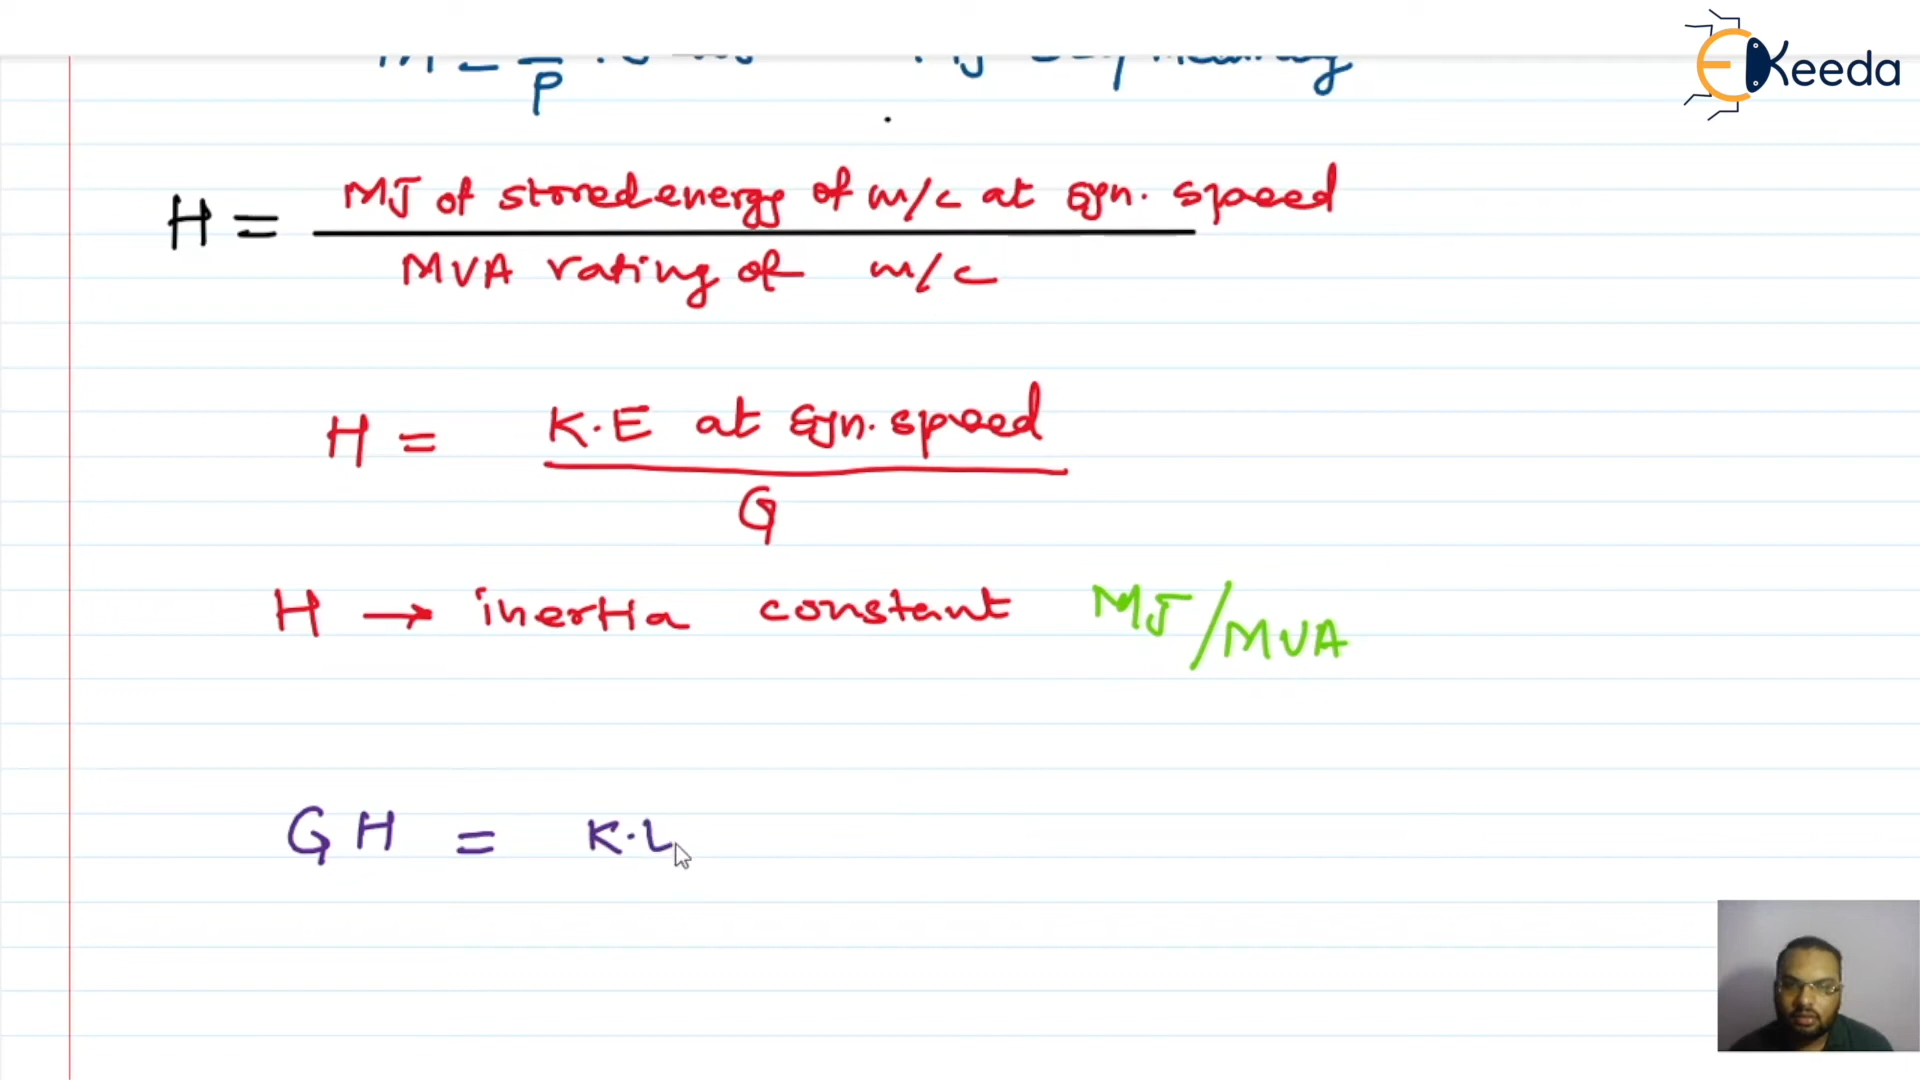 Keeda
P
MJ of stored energy of m/c at syn. speed
H =
MVA rating of m/c
K.E at syn. speed
H =
G
H → inertia constant MJ/MVA
G H = K.L